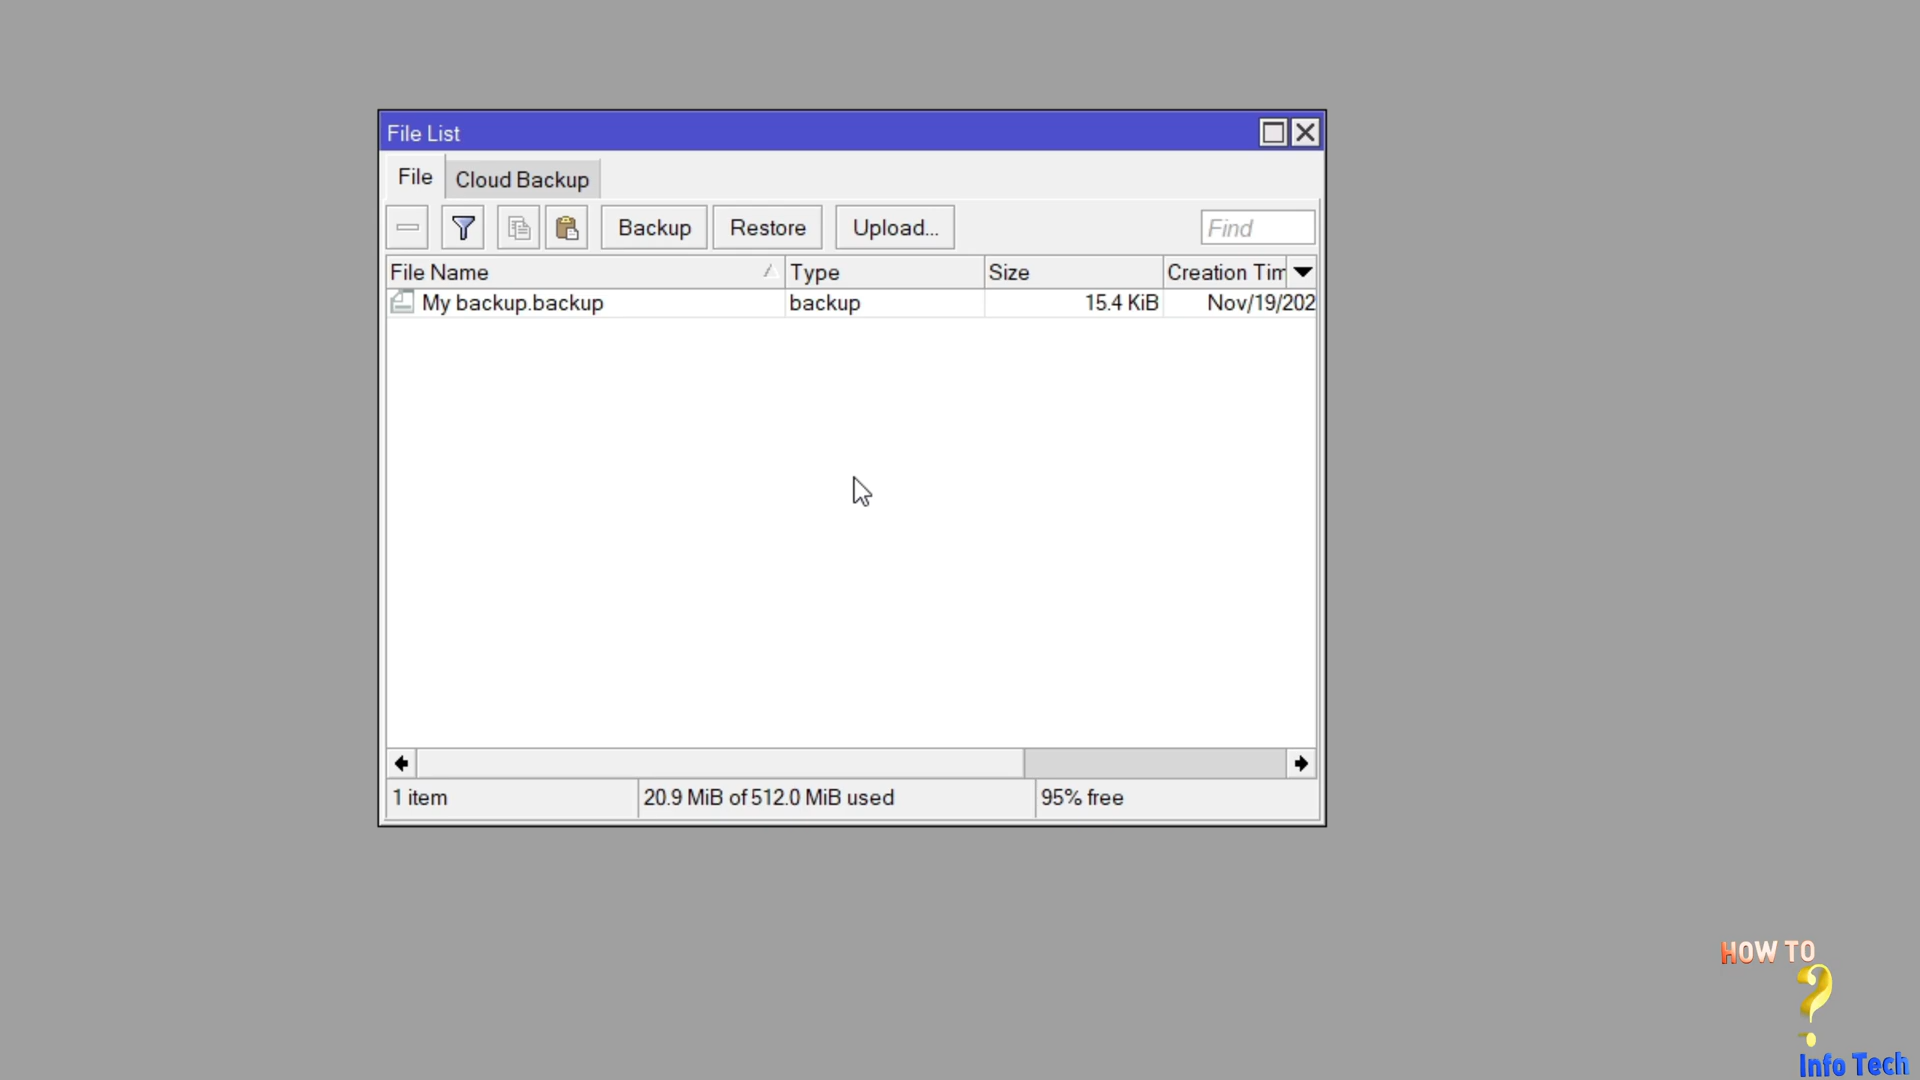 File List
File Cloud Backup
Backup Restore Upload... Find
File Name Type Size Creation Tim
My backup.backup backup 15.4 KiB Nov/19/202
1 item 20.9 MiB of 512.0 MiB used 95% free
HOW TO
?
Info Tech